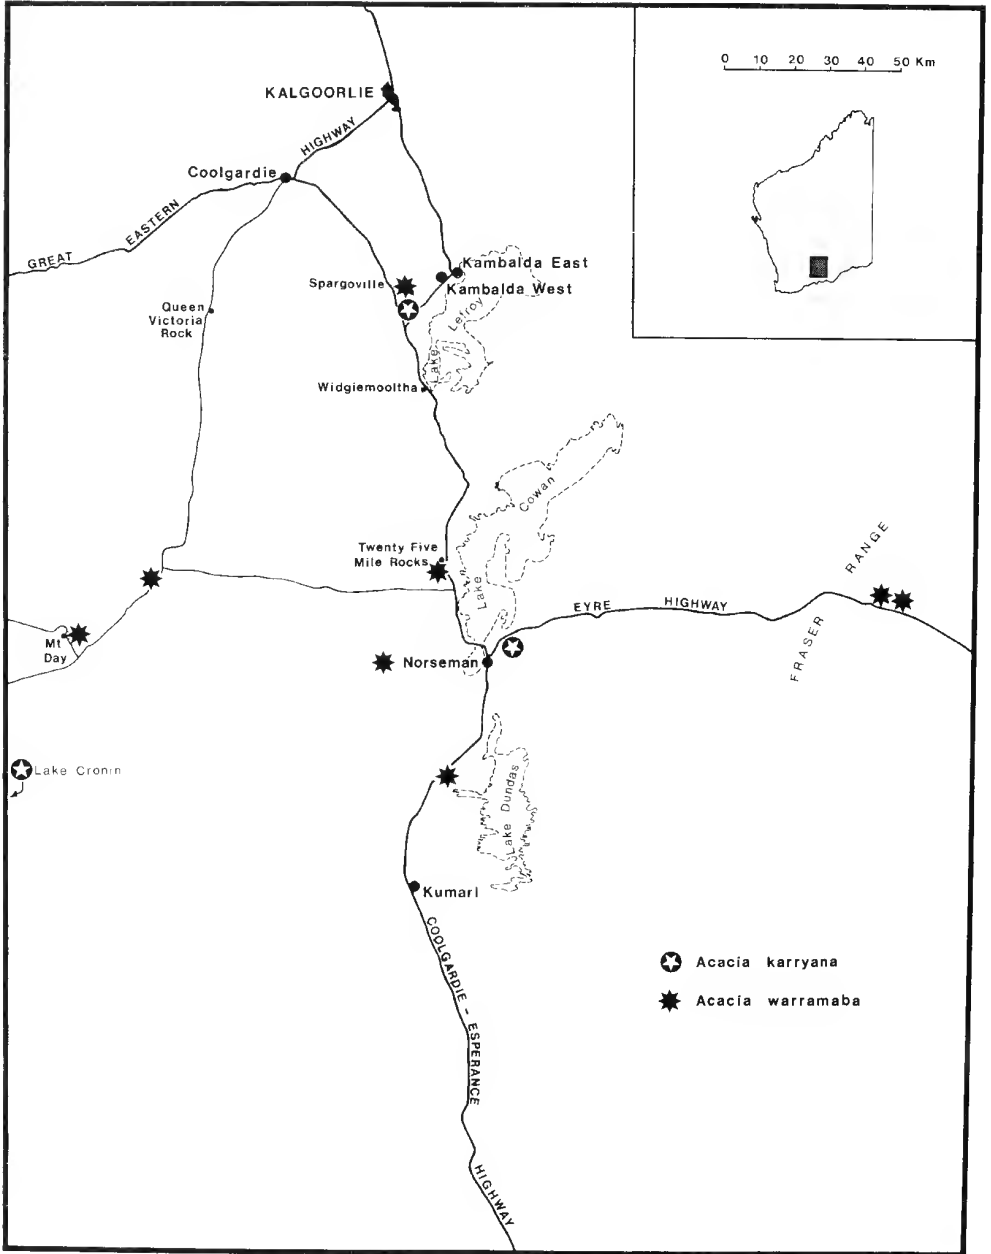 0 10 20 30 40 50 Km
KALGOORLIE
HIGHWAY
Coolgardie
EASTERN
GREAT
Kambalda East
Spargoville
Kambalda West
Queen
Victoria
Rock
Lake Lefroy
Widgiemooltha
Cowan
Lake
Twenty Five
Mile Rocks
RANGE
FRASER
EYRE HIGHWAY
Mt
Day
Norseman
Lake Cronin
Lake Dundas
Kumarl
COOLGARDIE - ESPERANCE
HIGHWAY
Acacia karryana
Acacia warramaba